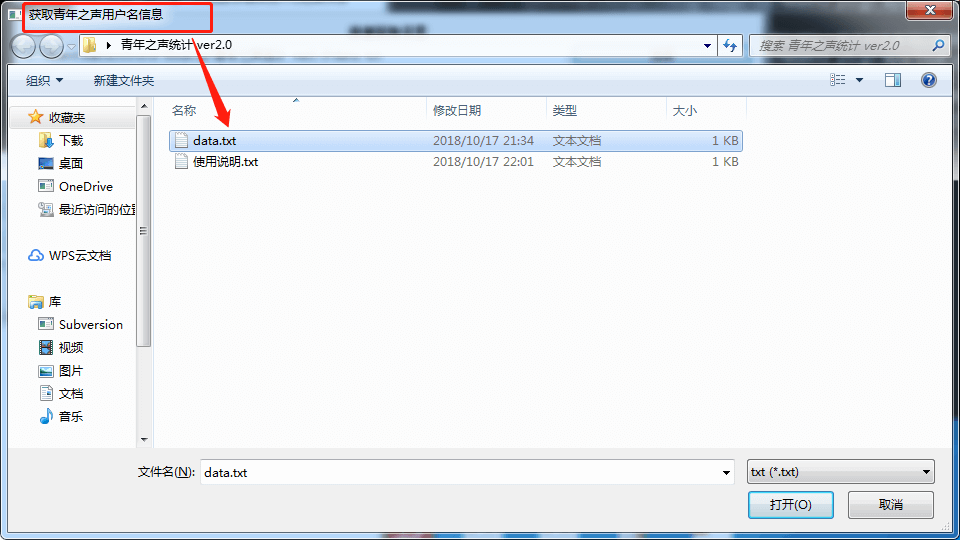 获取青年之声用户名信息
青年之声统计 ver2.0
搜索 青年之声统计 ver2.0
组织
新建文件夹
名称
修改日期
类型
大小
收藏夹
下载
桌面
OneDrive
最近访问的位置
WPS云文档
库
Subversion
视频
图片
文档
音乐
data.txt 2018/10/17 21:34 文本文档 1 KB
使用说明.txt 2018/10/17 22:01 文本文档 1 KB
文件名(N): data.txt
txt (*.txt)
打开(O)
取消